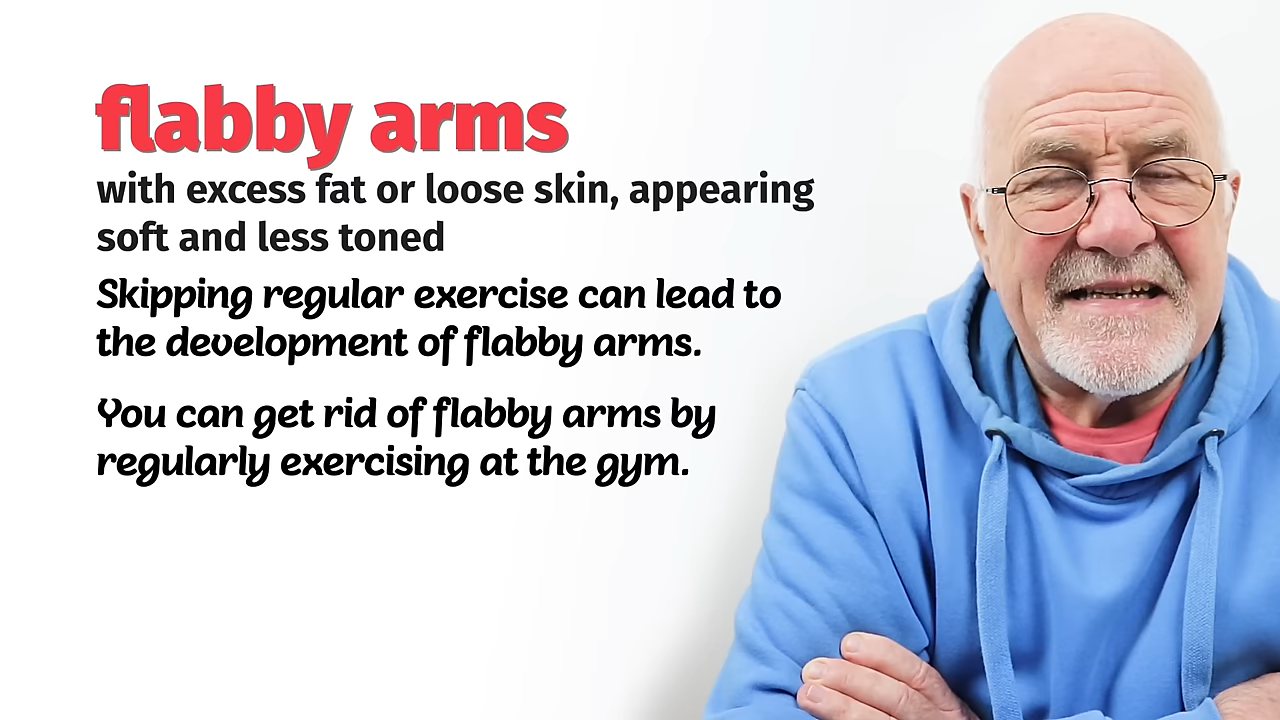 flabby arms
with excess fat or loose skin, appearing
soft and less toned
Skipping regular exercise can lead to
the development of flabby arms.
You can get rid of flabby arms by
regularly exercising at the gym.